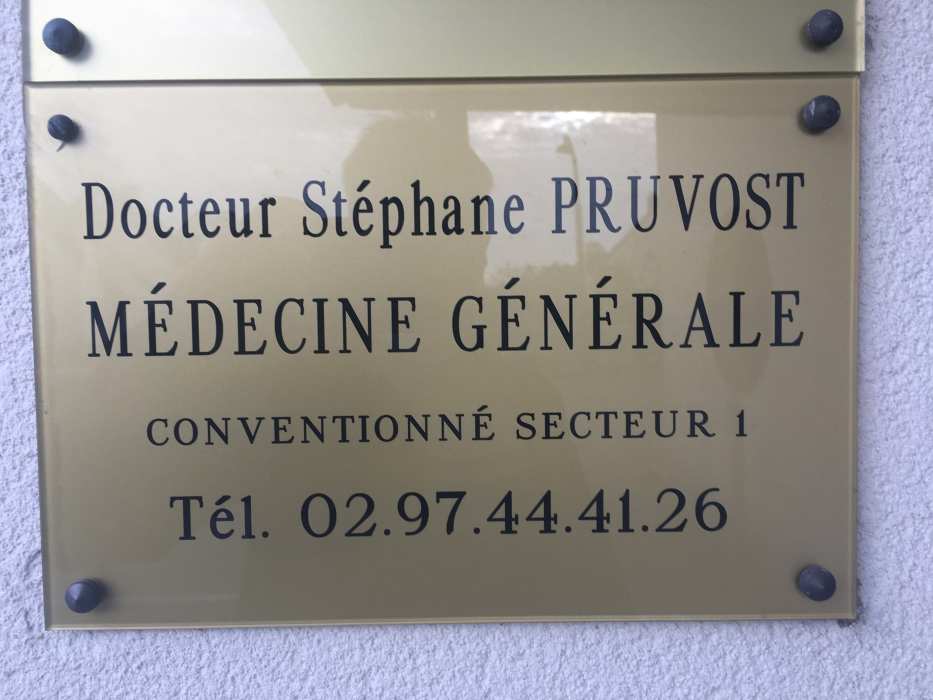 Docteur Stéphane PRUVOST
MÉDECINE GÉNÉRALE
CONVENTIONNÉ SECTEUR 1
Tél. 02.97.44.41.26